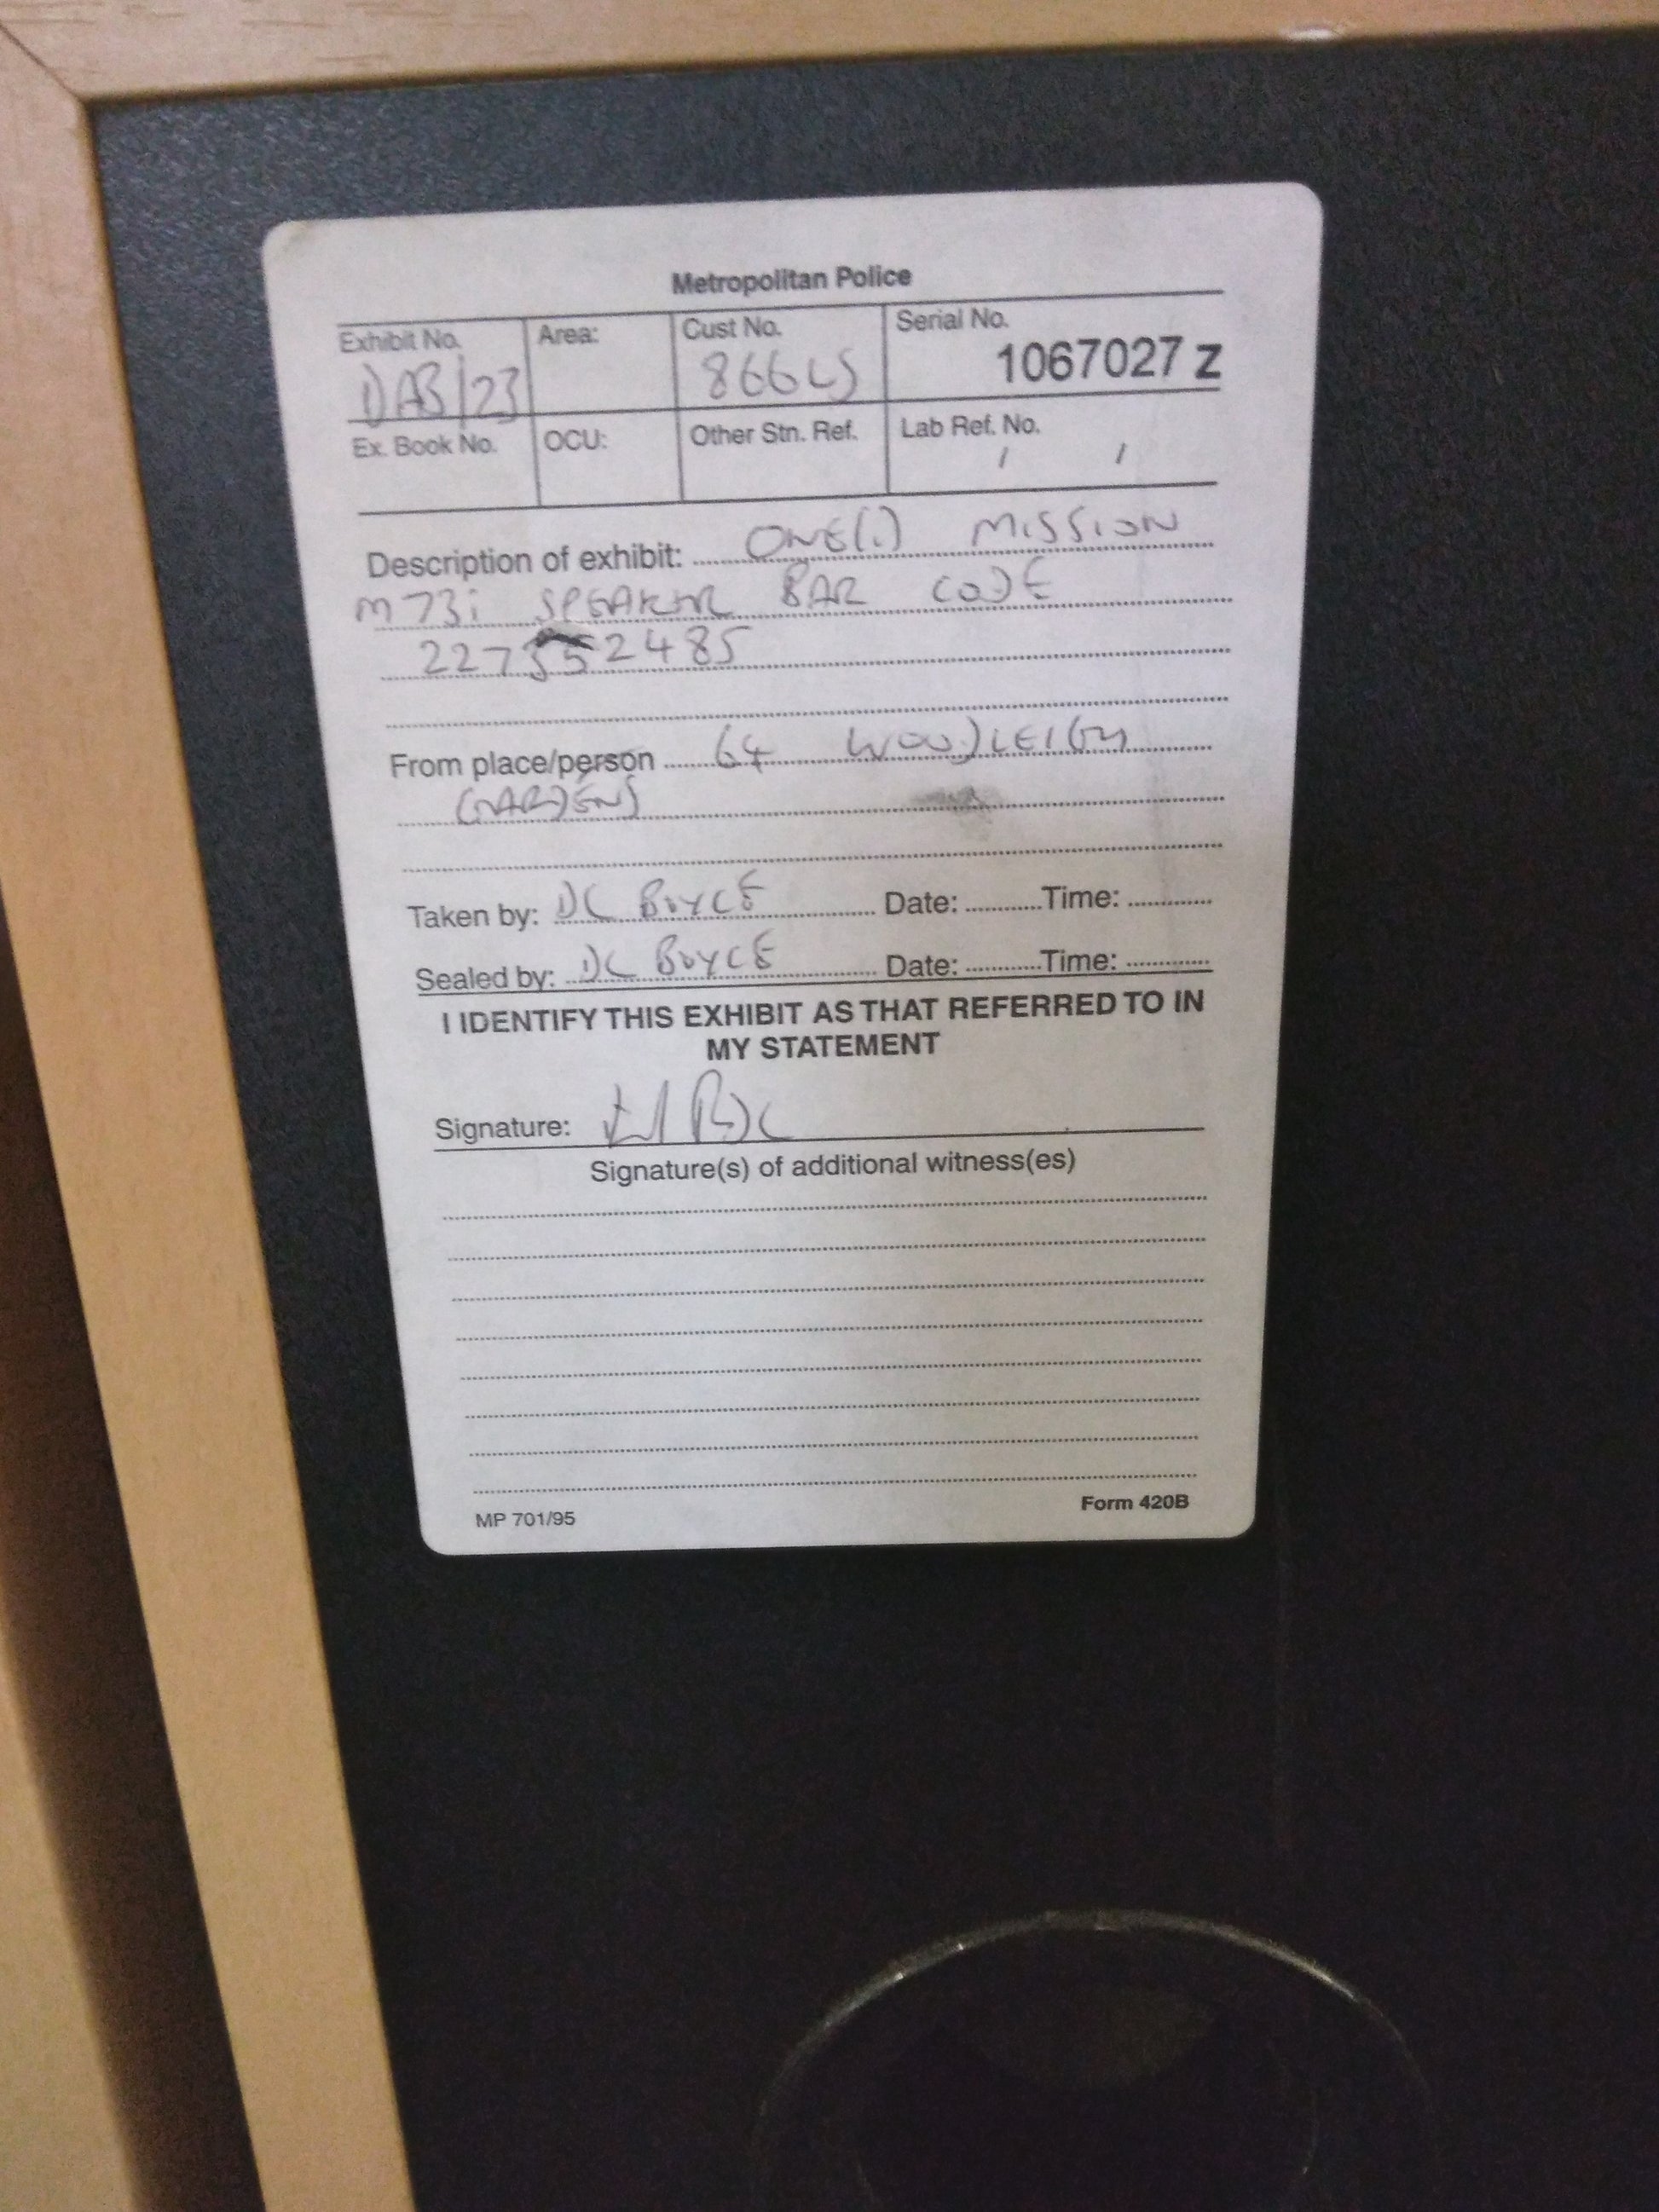 Metropolitan Police
Exhibit No. Area: Cust No. Serial No.
DAB/23 1067027 Z
Ex. Book No. OCU: Other Stn. Ref. Lab Ref. No.
/ /
Description of exhibit: ONE(1) MISSION
M73i SPEAKER BAR CODE
227552485
From place/person 64 WOODLEIGH
GARDENS
Taken by: DC BOYCE Date: Time:
Sealed by: DC BOYCE Date: Time:
I IDENTIFY THIS EXHIBIT AS THAT REFERRED TO IN
MY STATEMENT
Signature:
Signature(s) of additional witness(es)
MP 701/95 Form 420B